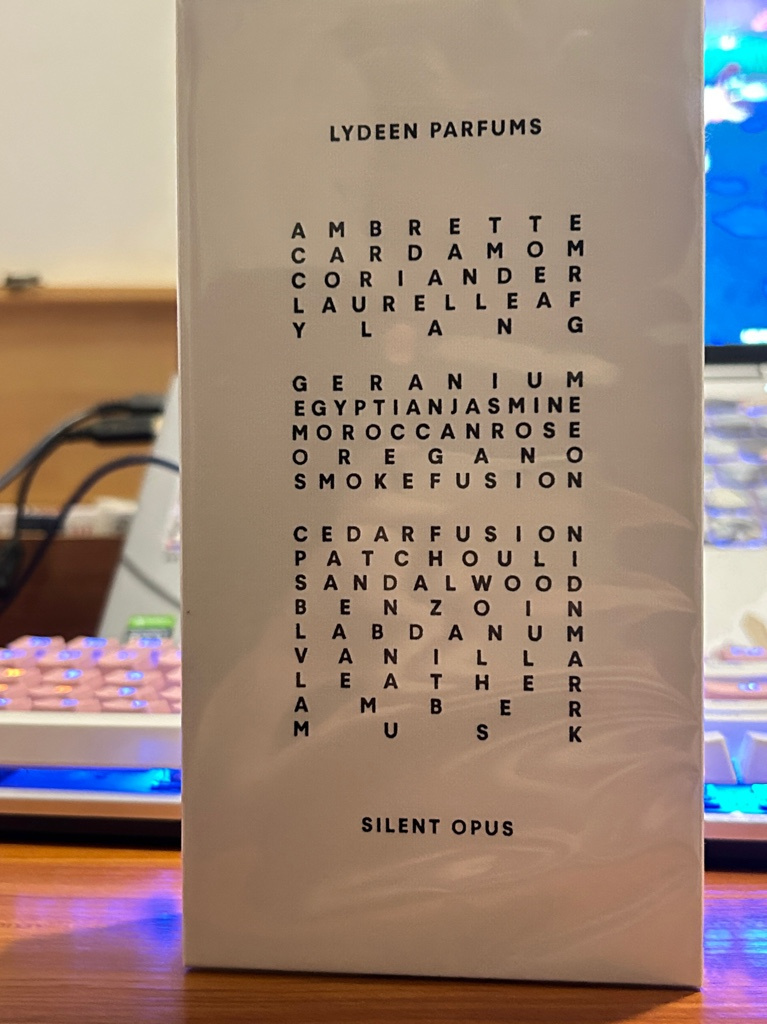 LYDEEN PARFUMS
AMBRETTE
CARDAMOM
CORIANDER
LAURELLEAF
YLANG
GERANIUM
EGYPTIANJASMINE
MOROCCANROSE
OREGANO
SMOKEFUSION
CEDARFUSION
PATCHOULI
SANDALWOOD
BENZOIN
LABDANUM
VANILLA
LEATHER
AMBER
MUSK
SILENT OPUS